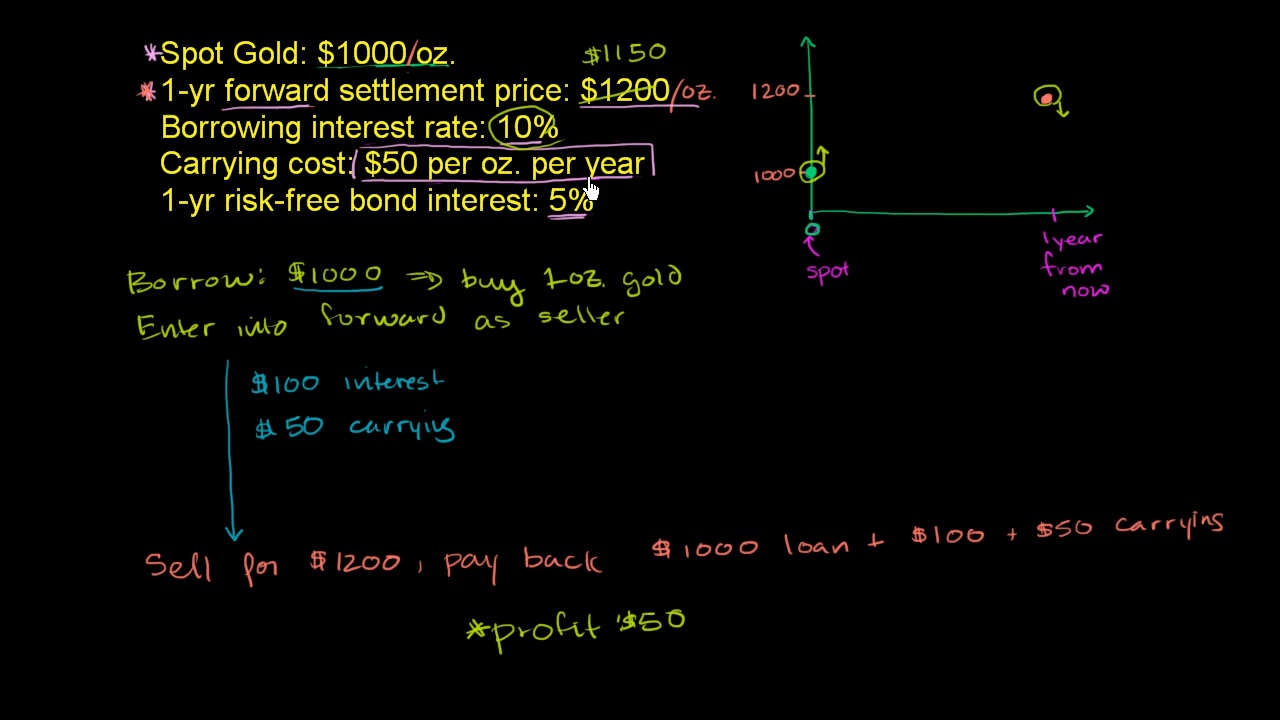 *Spot Gold: $1000/oz.
$1150
*1-yr forward settlement price: $1200/oz.
Borrowing interest rate: 10%
Carrying cost: $50 per oz. per year
1-yr risk-free bond interest: 5%
1200
1000
spot
1 year
from
now
Borrow: $1000 ⇒ buy 1 oz. gold
Enter into forward as seller
$100 interest
$50 carrying
Sell for $1200, pay back $1000 loan + $100 + $50 carrying
*profit $50